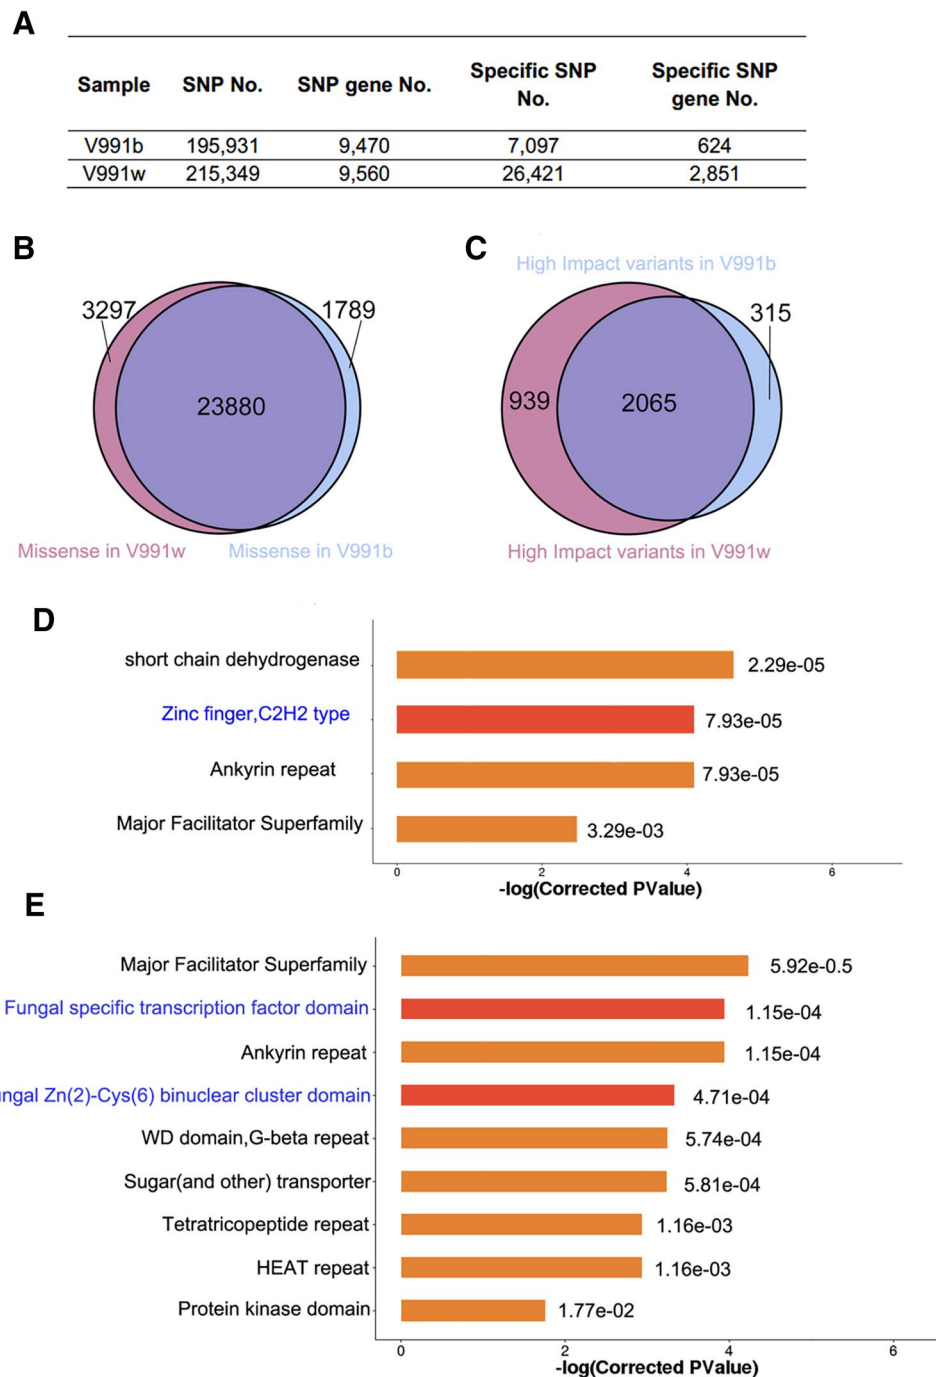 A
Sample SNP No. SNP gene No. Specific SNP No. Specific SNP gene No.
V991b 195,931 9,470 7,097 624
V991w 215,349 9,560 26,421 2,851
B
3297
1789
23880
Missense in V991w
Missense in V991b
C
High Impact variants in V991b
315
939
2065
High Impact variants in V991w
D
short chain dehydrogenase 2.29e-05
Zinc finger,C2H2 type 7.93e-05
Ankyrin repeat 7.93e-05
Major Facilitator Superfamily 3.29e-03
0 2 4 6
-log(Corrected PValue)
E
Major Facilitator Superfamily 5.92e-0.5
Fungal specific transcription factor domain 1.15e-04
Ankyrin repeat 1.15e-04
ngal Zn(2)-Cys(6) binuclear cluster domain 4.71e-04
WD domain,G-beta repeat 5.74e-04
Sugar(and other) transporter 5.81e-04
Tetratricopeptide repeat 1.16e-03
HEAT repeat 1.16e-03
Protein kinase domain 1.77e-02
0 2 4 6
-log(Corrected PValue)